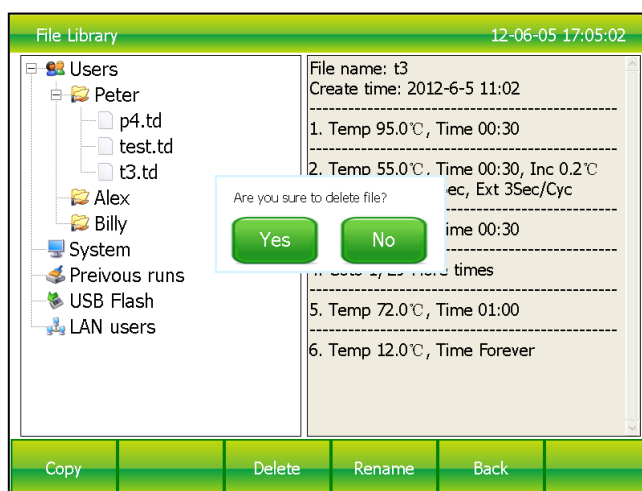 File Library
12-06-05 17:05:02
Users
Peter
p4.td
test.td
t3.td
Alex
Billy
System
Preivous runs
USB Flash
LAN users
File name: t3
Create time: 2012-6-5 11:02
1. Temp 95.0℃, Time 00:30
2. Temp 55.0℃, Time 00:30, Inc 0.2℃
ec, Ext 3Sec/Cyc
ime 00:30
times
5. Temp 72.0℃, Time 01:00
6. Temp 12.0℃, Time Forever
Are you sure to delete file?
Yes
No
Copy
Delete
Rename
Back